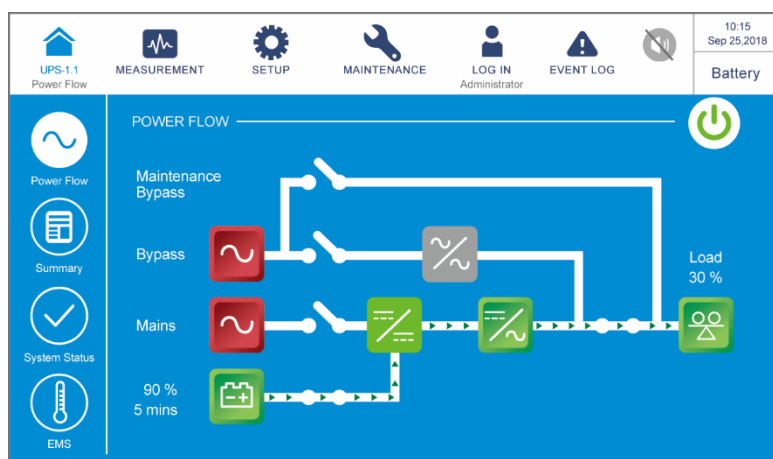 UPS-1.1
Power Flow
MEASUREMENT
SETUP
MAINTENANCE
LOG IN
Administrator
EVENT LOG
10:15
Sep 25,2018
Battery
Power Flow
Summary
System Status
EMS
POWER FLOW
Maintenance
Bypass
Bypass
Mains
90 %
5 mins
Load
30 %